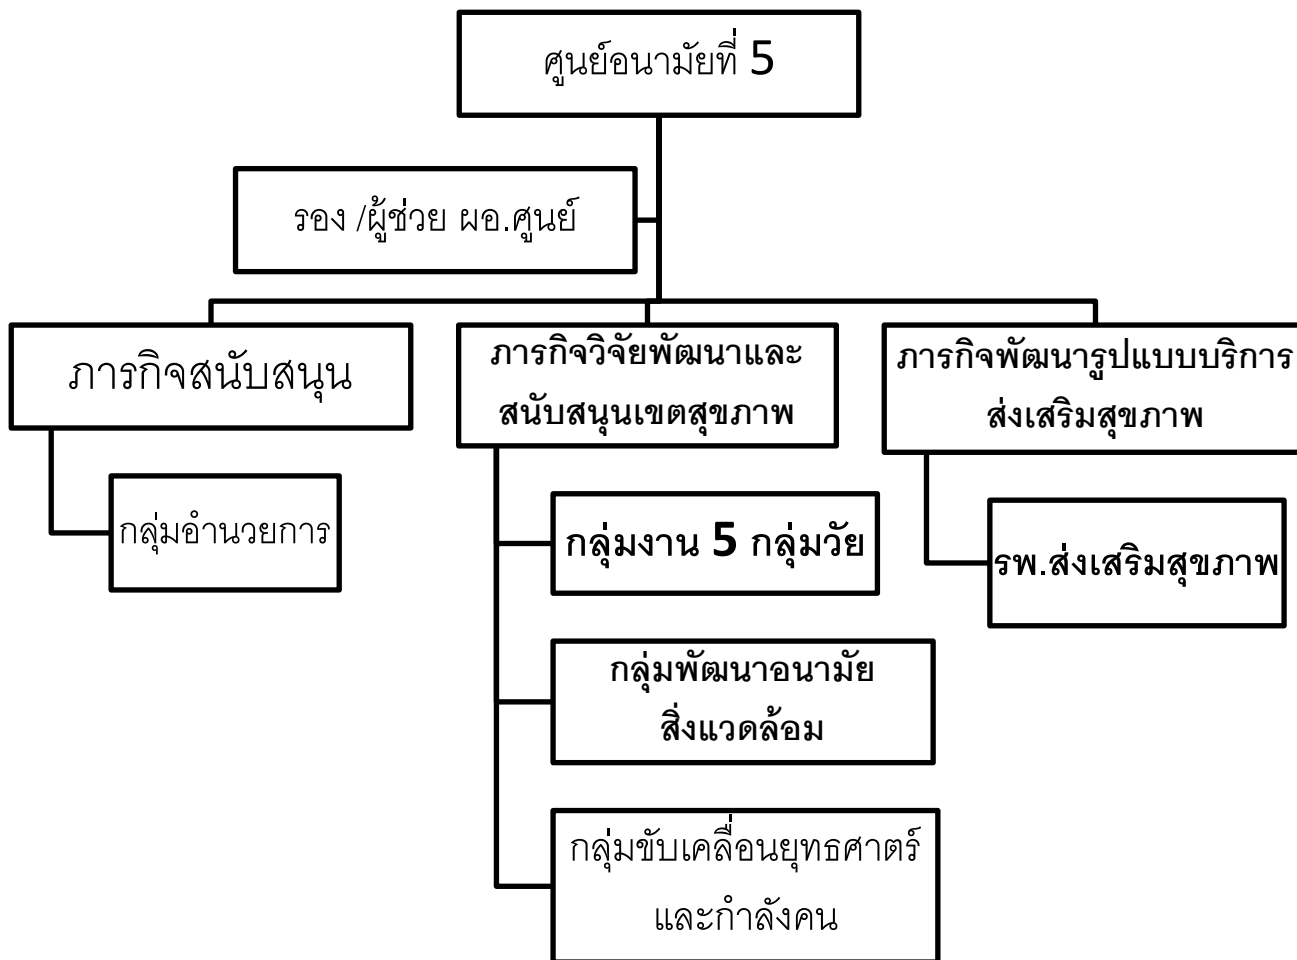 ศูนย์อนามัยที่ 5
รอง /ผู้ช่วย ผอ.ศูนย์
ภารกิจสนับสนุน
ภารกิจวิจัยพัฒนาและ
สนับสนุนเขตสุขภาพ
ภารกิจพัฒนารูปแบบบริการ
ส่งเสริมสุขภาพ
กลุ่มอำนวยการ
กลุ่มงาน 5 กลุ่มวัย
รพ.ส่งเสริมสุขภาพ
กลุ่มพัฒนาอนามัย
สิ่งแวดล้อม
กลุ่มขับเคลื่อนยุทธศาตร์
และกำลังคน